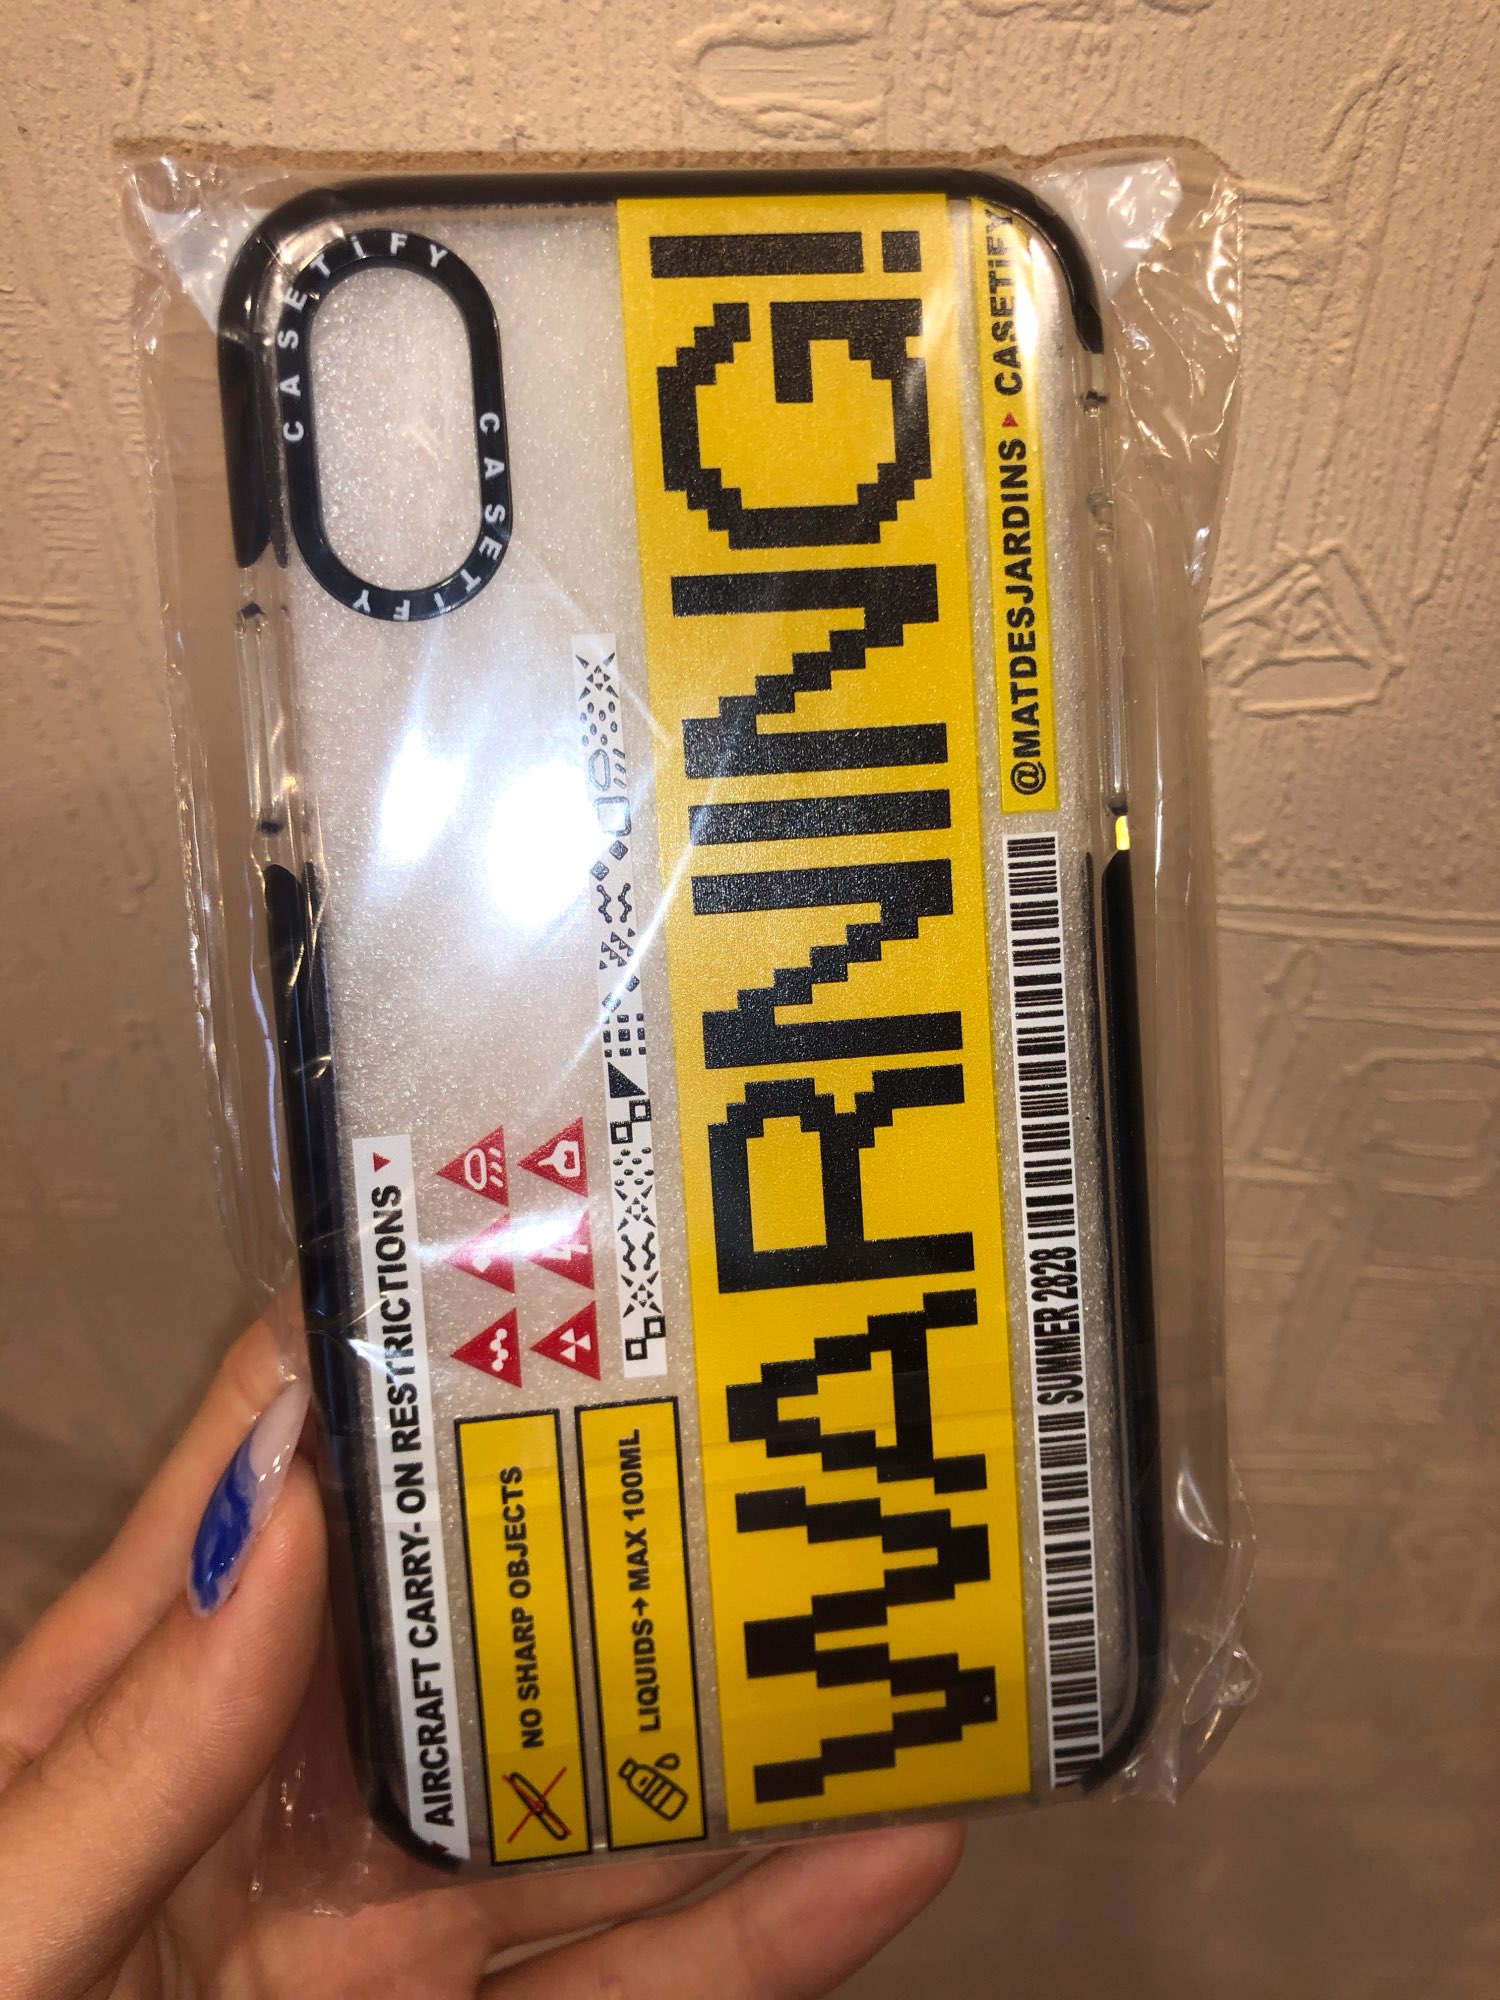 CASETiFY
CASETiFY
AIRCRAFT CARRY- ON RESTRICTIONS
NO SHARP OBJECTS
LIQUIDS→ MAX 100ML
WARNING!
@MATDESJARDINS ▸ CASETiFY
SUMMER 2828